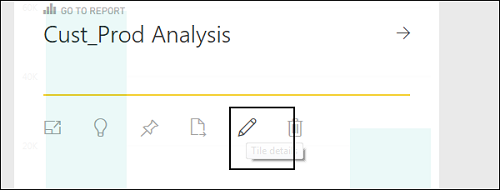 GO TO REPORT
Cust_Prod Analysis
Tile details